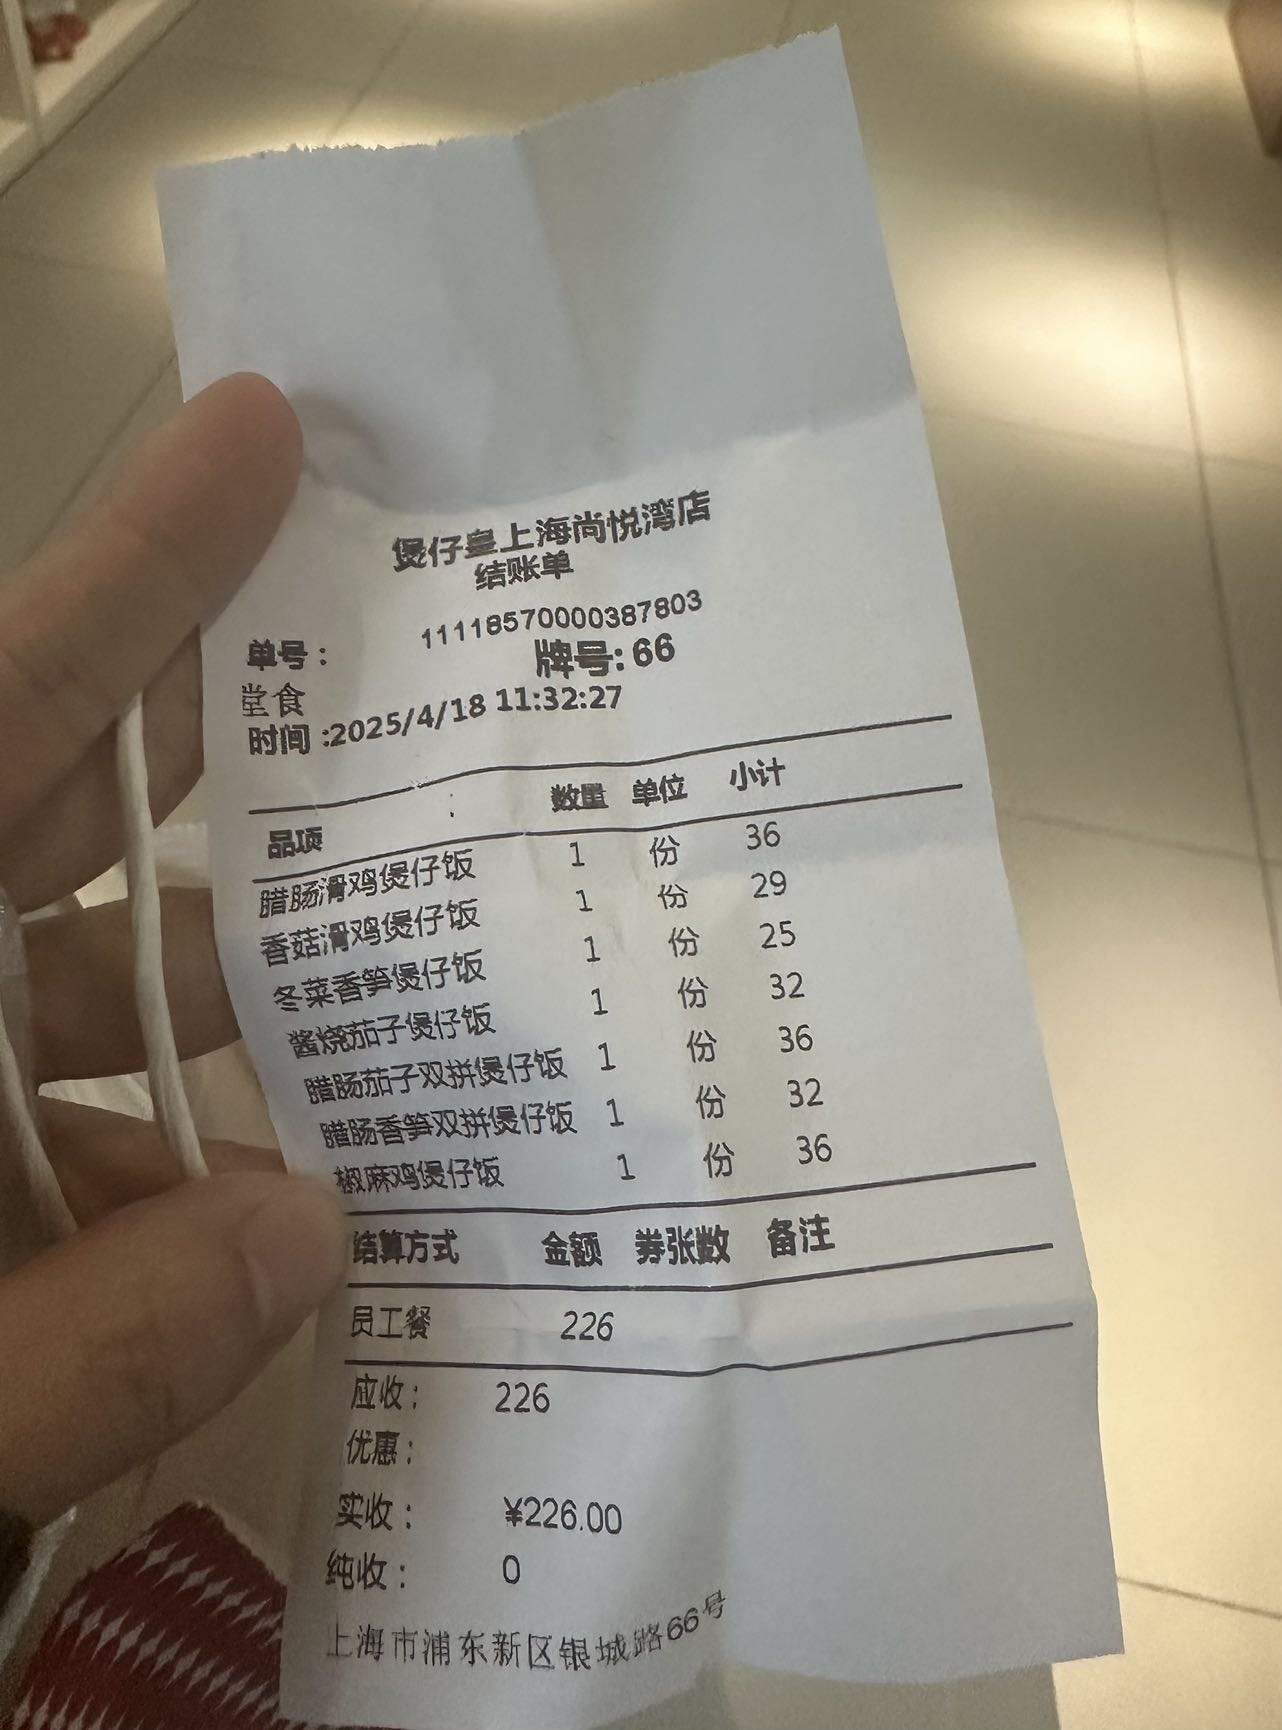 煲仔皇上海尚悦湾店
结账单
单号： 11118570000387803
牌号: 66
堂食
时间 :2025/4/18 11:32:27
品项 : 数量 单位 小计
腊肠滑鸡煲仔饭 1 份 36
香菇滑鸡煲仔饭 1 份 29
冬菜香笋煲仔饭 1 份 25
酱烧茄子煲仔饭 1 份 32
腊肠茄子双拼煲仔饭 1 份 36
腊肠香笋双拼煲仔饭 1 份 32
椒麻鸡煲仔饭 1 份 36
结算方式 金额 券张数 备注
员工餐 226
应收： 226
优惠：
实收： ¥226.00
纯收： 0
上海市浦东新区银城路66号